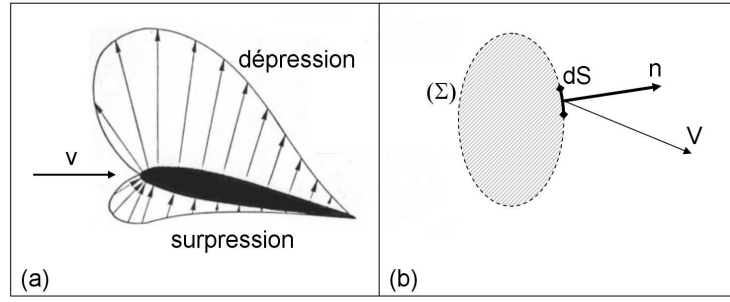 dépression
v
surpression
(a)
dS
n
(Σ)
V
(b)